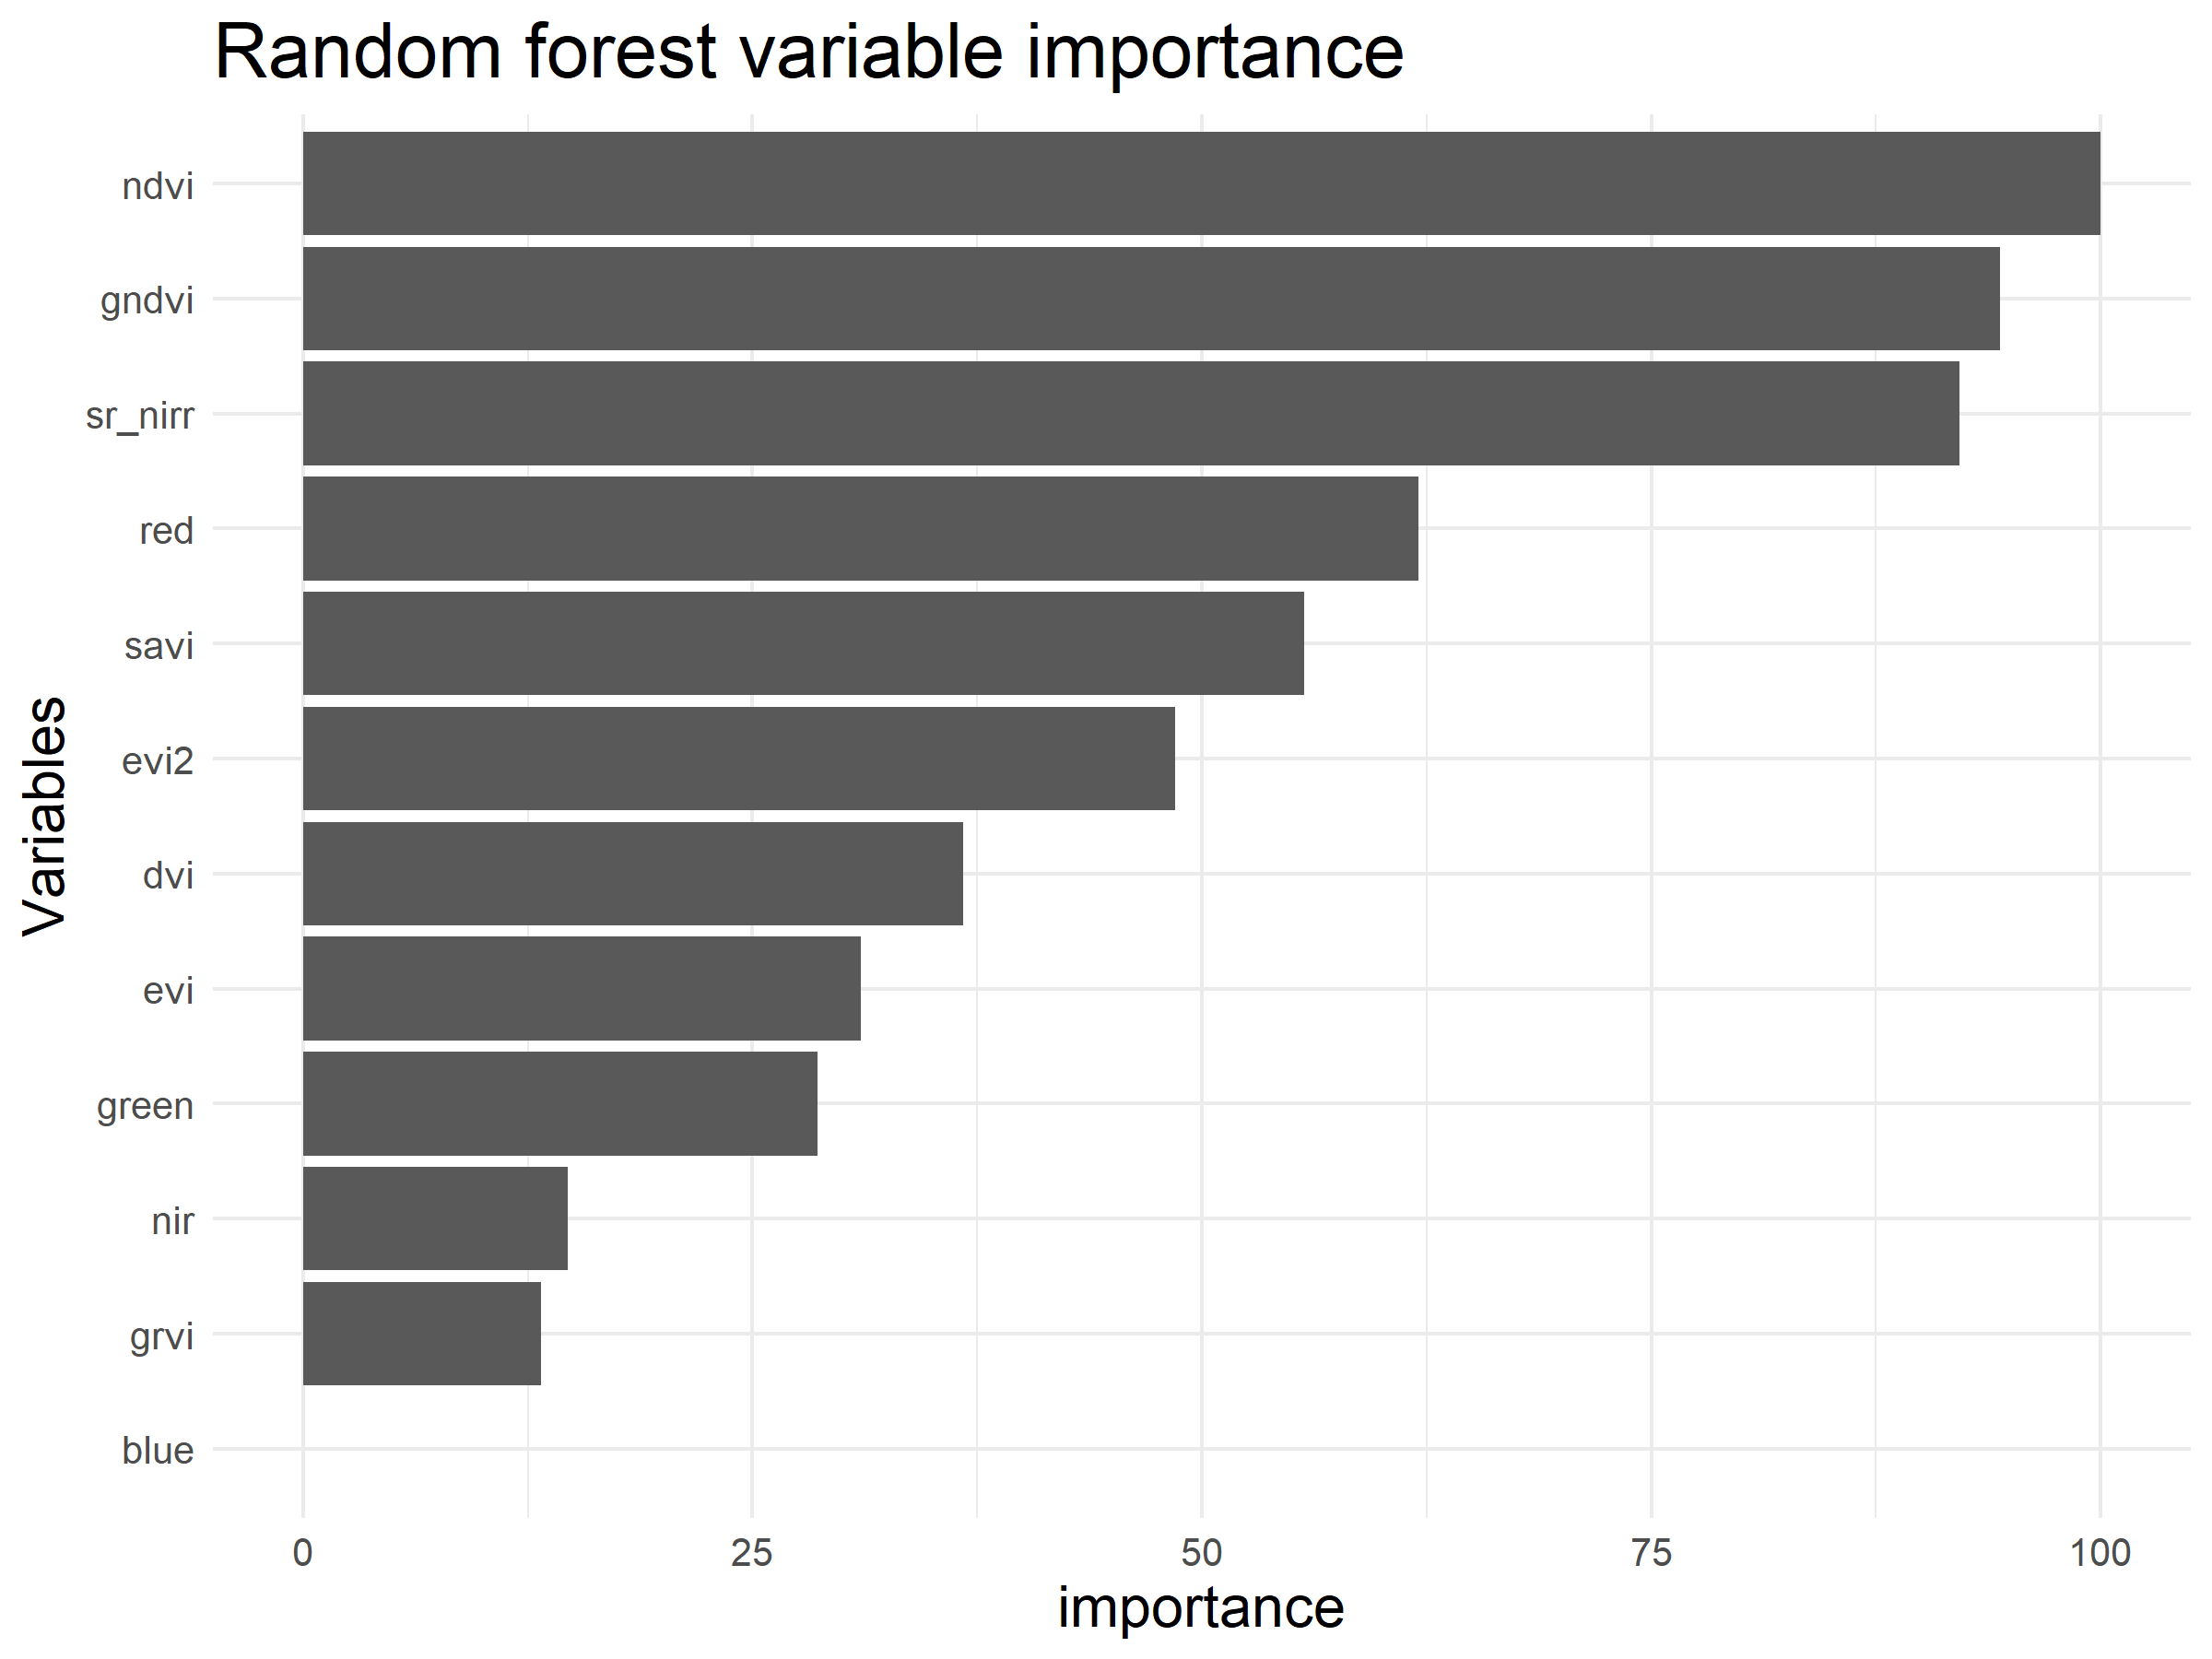 Random forest variable importance
ndvi
gndvi
sr_nirr
red
savi
evi2
dvi
evi
green
nir
grvi
blue
Variables
0 25 50 75 100
importance